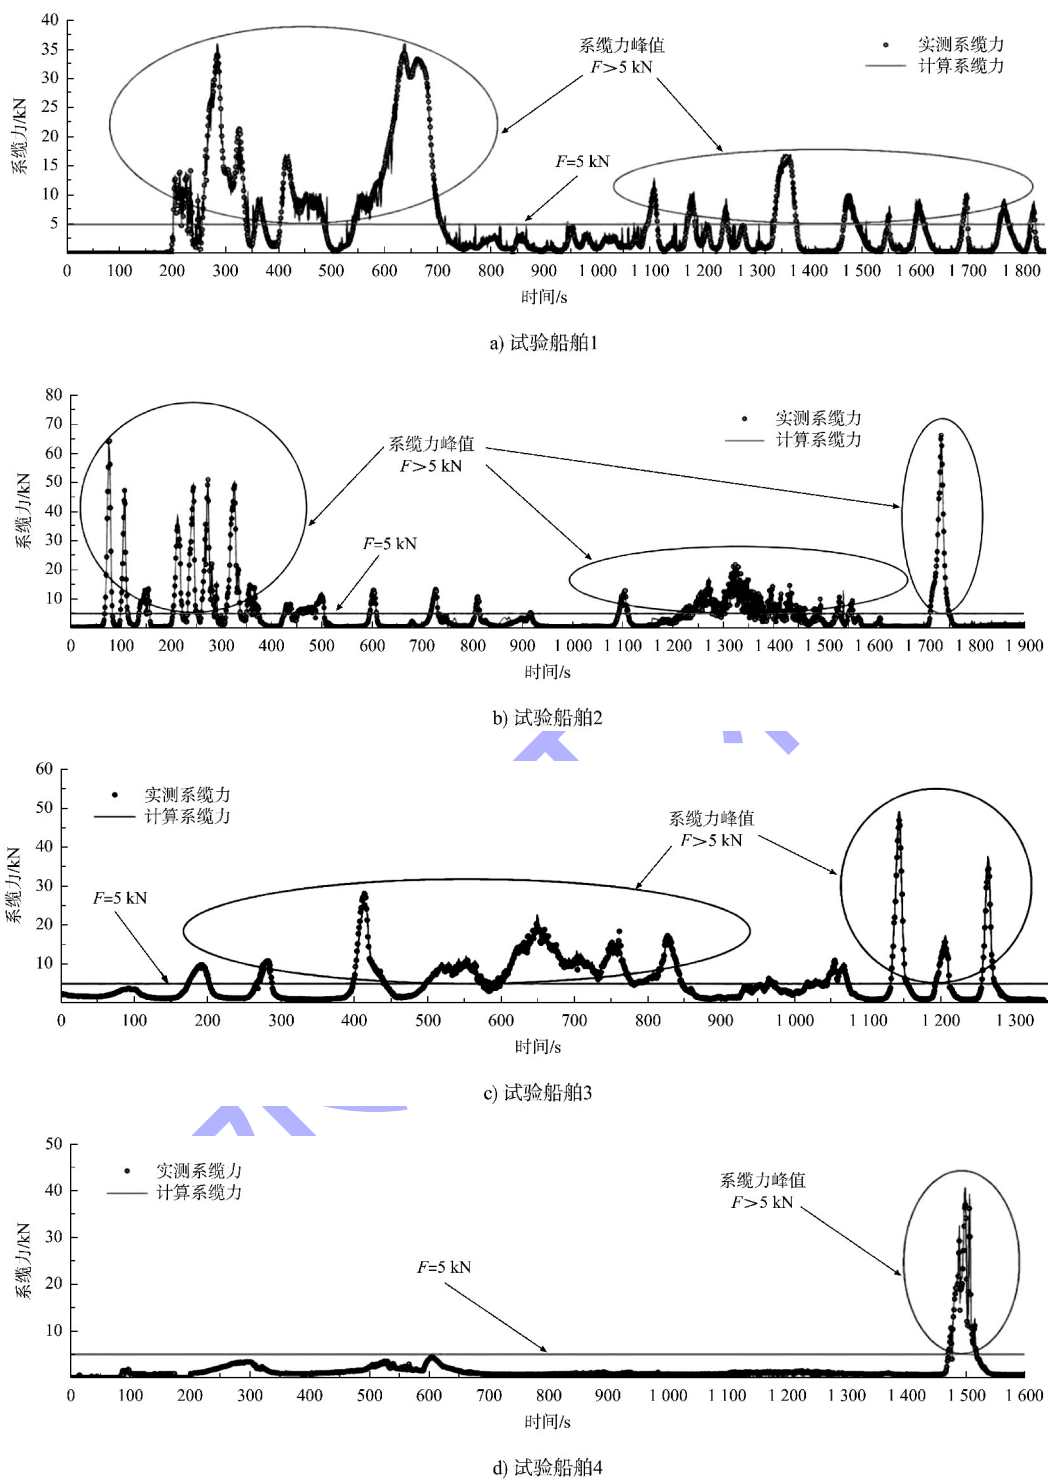 40
35
30
25
20
15
10
5
系缆力/kN
系缆力峰值
F>5 kN
实测系缆力
计算系缆力
F=5 kN
0 100 200 300 400 500 600 700 800 900 1 000 1 100 1 200 1 300 1 400 1 500 1 600 1 700 1 800
时间/s
a) 试验船舶1
80
70
60
50
40
30
20
10
系缆力/kN
系缆力峰值
F>5 kN
实测系缆力
计算系缆力
F=5 kN
0 100 200 300 400 500 600 700 800 900 1 000 1 100 1 200 1 300 1 400 1 500 1 600 1 700 1 800 1 900
时间/s
b) 试验船舶2
60
50
40
30
20
10
系缆力/kN
实测系缆力
计算系缆力
系缆力峰值
F>5 kN
F=5 kN
0 100 200 300 400 500 600 700 800 900 1 000 1 100 1 200 1 300
时间/s
c) 试验船舶3
50
40
30
20
10
系缆力/kN
实测系缆力
计算系缆力
系缆力峰值
F>5 kN
F=5 kN
0 100 200 300 400 500 600 700 800 900 1 000 1 100 1 200 1 300 1 400 1 500 1 600
时间/s
d) 试验船舶4